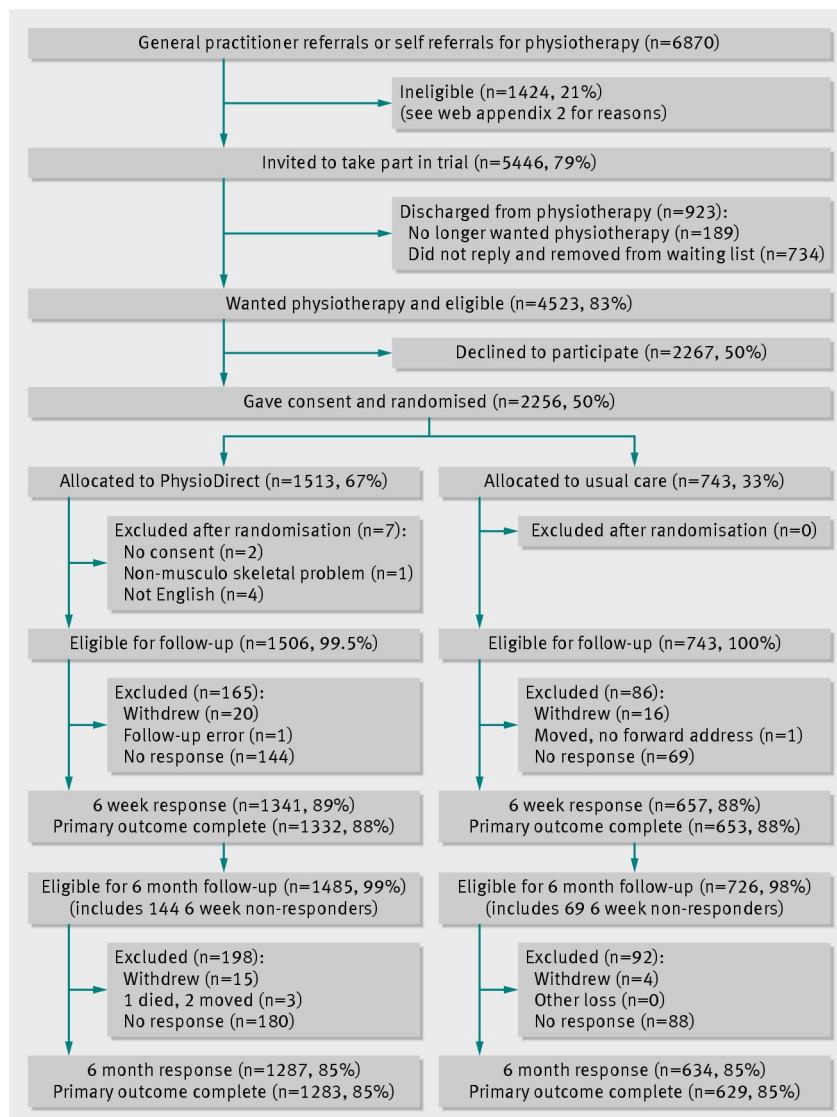 General practitioner referrals or self referrals for physiotherapy (n=6870)
Ineligible (n=1424, 21%)
(see web appendix 2 for reasons)
Invited to take part in trial (n=5446, 79%)
Discharged from physiotherapy (n=923):
No longer wanted physiotherapy (n=189)
Did not reply and removed from waiting list (n=734)
Wanted physiotherapy and eligible (n=4523, 83%)
Declined to participate (n=2267, 50%)
Gave consent and randomised (n=2256, 50%)
Allocated to PhysioDirect (n=1513, 67%)
Excluded after randomisation (n=7):
No consent (n=2)
Non-musculo skeletal problem (n=1)
Not English (n=4)
Eligible for follow-up (n=1506, 99.5%)
Excluded (n=165):
Withdrew (n=20)
Follow-up error (n=1)
No response (n=144)
6 week response (n=1341, 89%)
Primary outcome complete (n=1332, 88%)
Eligible for 6 month follow-up (n=1485, 99%)
(includes 144 6 week non-responders)
Excluded (n=198):
Withdrew (n=15)
1 died, 2 moved (n=3)
No response (n=180)
6 month response (n=1287, 85%)
Primary outcome complete (n=1283, 85%)
Allocated to usual care (n=743, 33%)
Excluded after randomisation (n=0)
Eligible for follow-up (n=743, 100%)
Excluded (n=86):
Withdrew (n=16)
Moved, no forward address (n=1)
No response (n=69)
6 week response (n=657, 88%)
Primary outcome complete (n=653, 88%)
Eligible for 6 month follow-up (n=726, 98%)
(includes 69 6 week non-responders)
Excluded (n=92):
Withdrew (n=4)
Other loss (n=0)
No response (n=88)
6 month response (n=634, 85%)
Primary outcome complete (n=629, 85%)